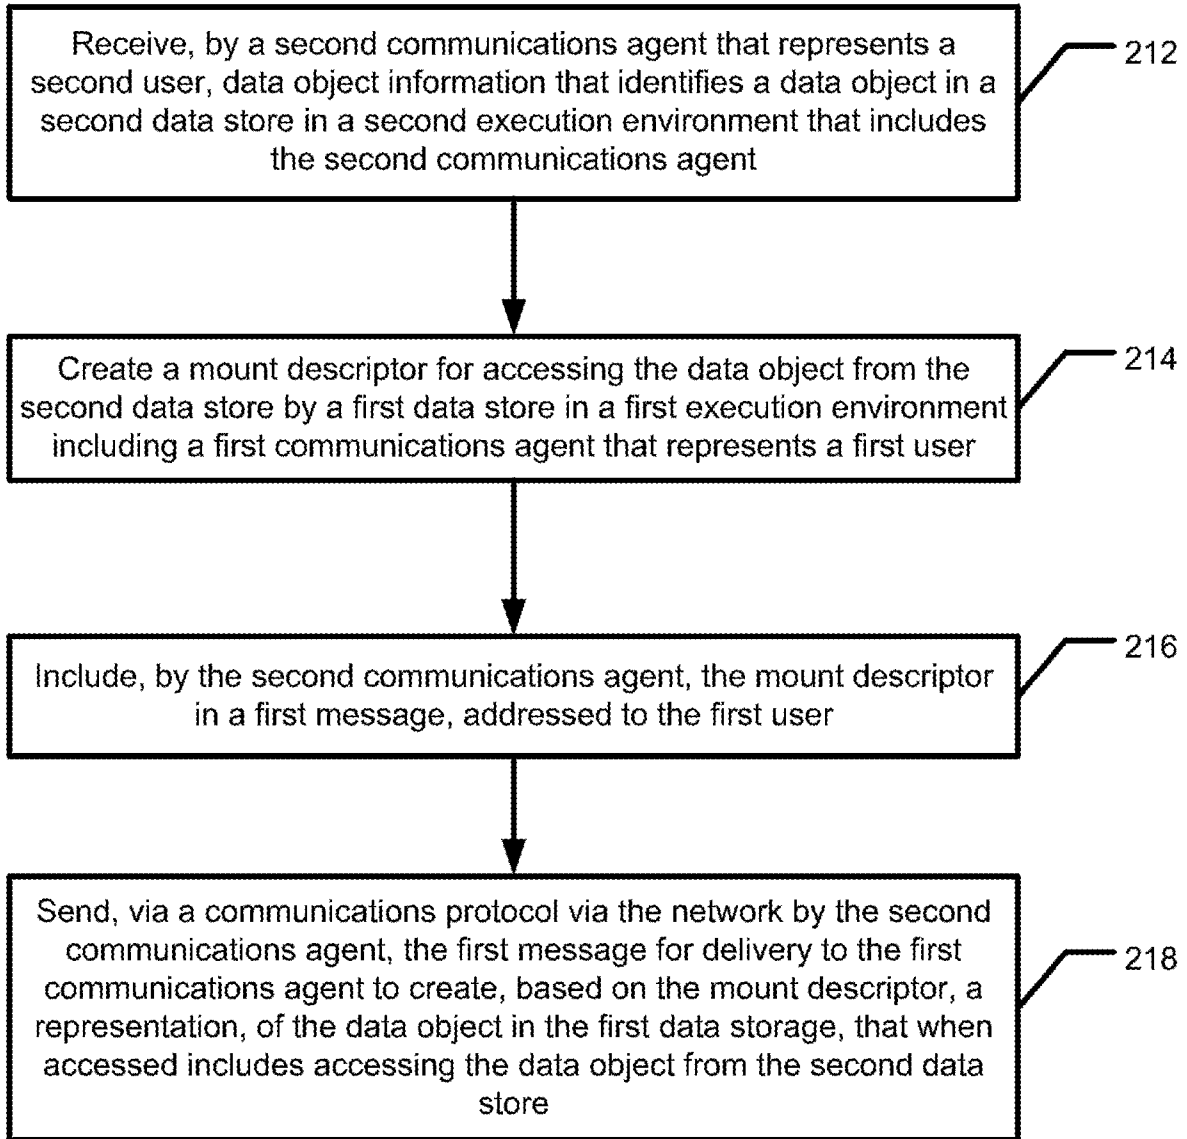 Receive, by a second communications agent that represents a
second user, data object information that identifies a data object in a
second data store in a second execution environment that includes
the second communications agent
212
Create a mount descriptor for accessing the data object from the
second data store by a first data store in a first execution environment
including a first communications agent that represents a first user
214
Include, by the second communications agent, the mount descriptor
in a first message, addressed to the first user
216
Send, via a communications protocol via the network by the second
communications agent, the first message for delivery to the first
communications agent to create, based on the mount descriptor, a
representation, of the data object in the first data storage, that when
accessed includes accessing the data object from the second data
store
218